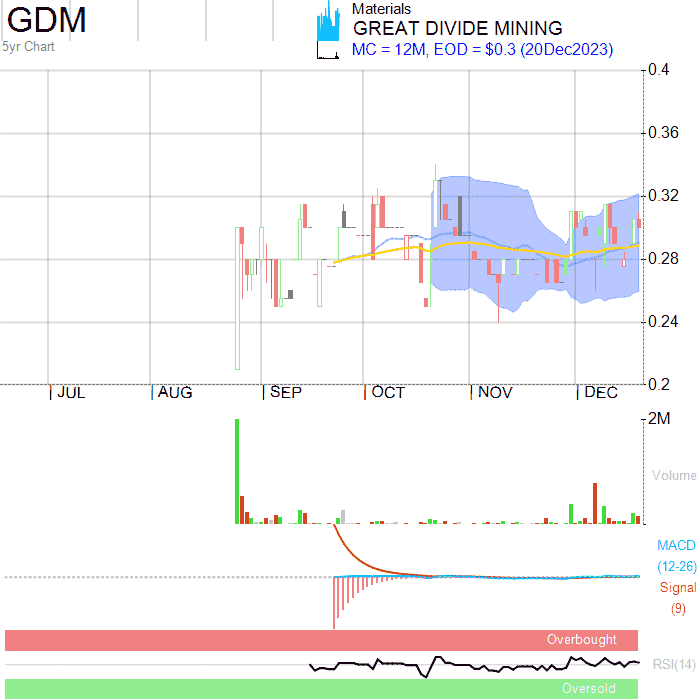 GDM
5yr Chart
Materials
GREAT DIVIDE MINING
MC = 12M, EOD = $0.3 (20Dec2023)
0.4
0.36
0.32
0.28
0.24
0.2
JUL AUG SEP OCT NOV DEC
2M
Volume
MACD
(12-26)
Signal
(9)
Overbought
RSI(14)
Oversold